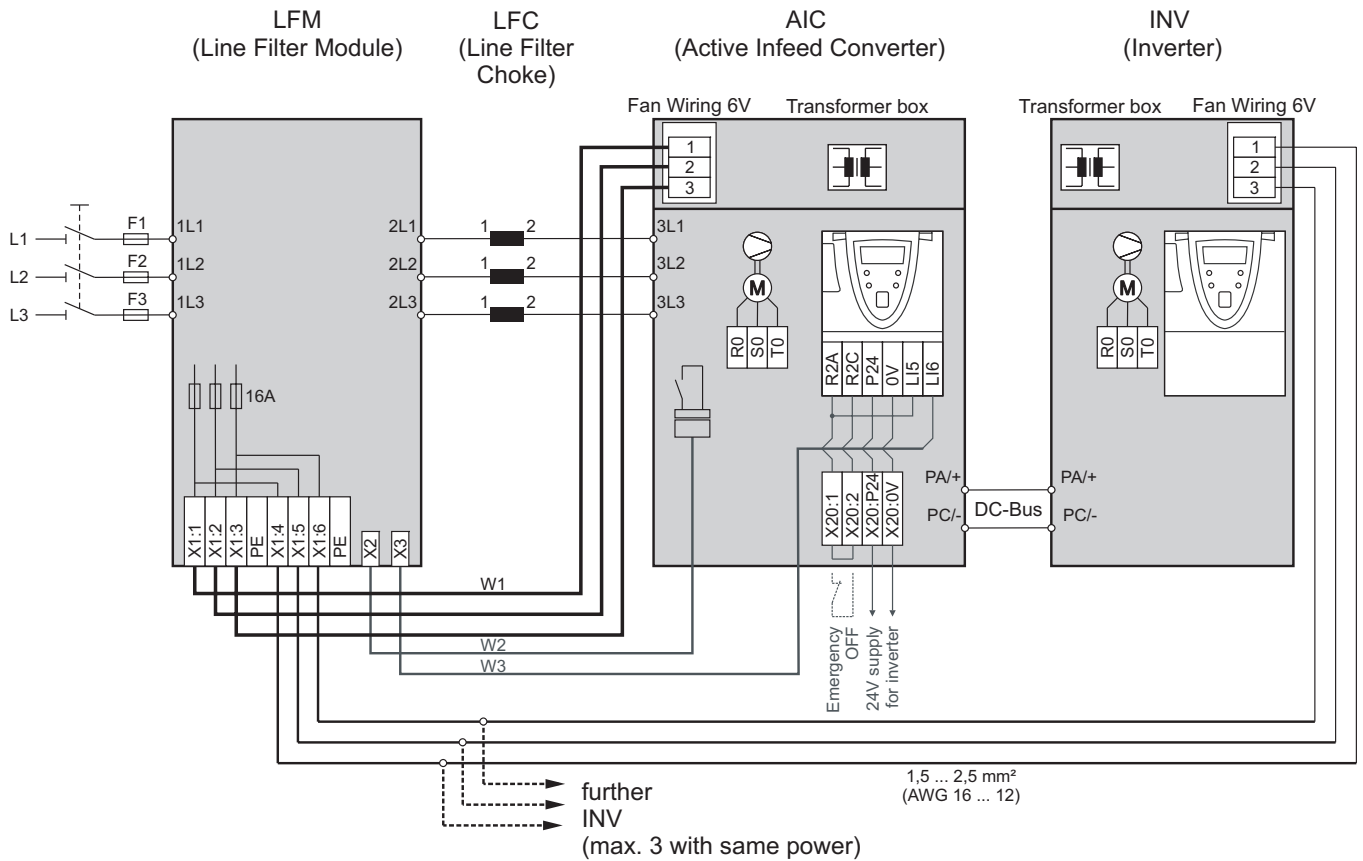 LFM
(Line Filter Module)
LFC
(Line Filter
Choke)
AIC
(Active Infeed Converter)
INV
(Inverter)
Fan Wiring 6V
Transformer box
Transformer box
Fan Wiring 6V
1
2
3
1
2
3
L1
F1
1L1
L2
F2
1L2
L3
F3
1L3
2L1
1
2
3L1
2L2
1
2
3L2
2L3
1
2
3L3
M
R0
S0
T0
R2A
R2C
P24
0V
LI5
LI6
M
R0
S0
T0
16A
X1:1
X1:2
X1:3
PE
X1:4
X1:5
X1:6
PE
X2
X3
X20:1
X20:2
X20:P24
X20:0V
PA/+
PC/-
DC-Bus
PA/+
PC/-
W1
W2
W3
Emergency
OFF
24V supply
for inverter
1,5 ... 2,5 mm²
(AWG 16 ... 12)
further
INV
(max. 3 with same power)